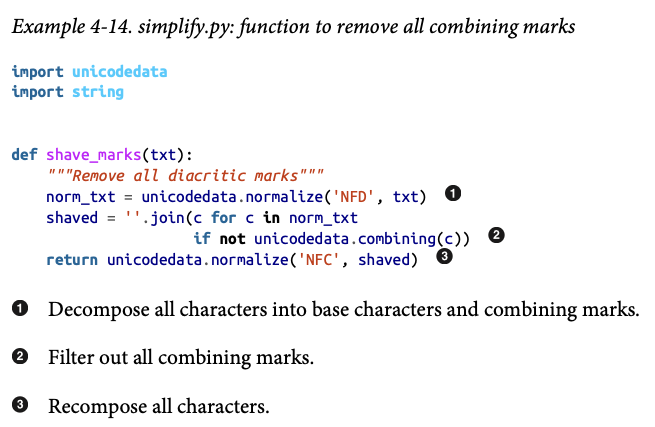 Example 4-14. simplify.py: function to remove all combining marks
import unicodedata
import string
def shave_marks(txt):
    """Remove all diacritic marks"""
    norm_txt = unicodedata.normalize('NFD', txt) ❶
    shaved = ''.join(c for c in norm_txt
                     if not unicodedata.combining(c)) ❷
    return unicodedata.normalize('NFC', shaved) ❸
❶ Decompose all characters into base characters and combining marks.
❷ Filter out all combining marks.
❸ Recompose all characters.